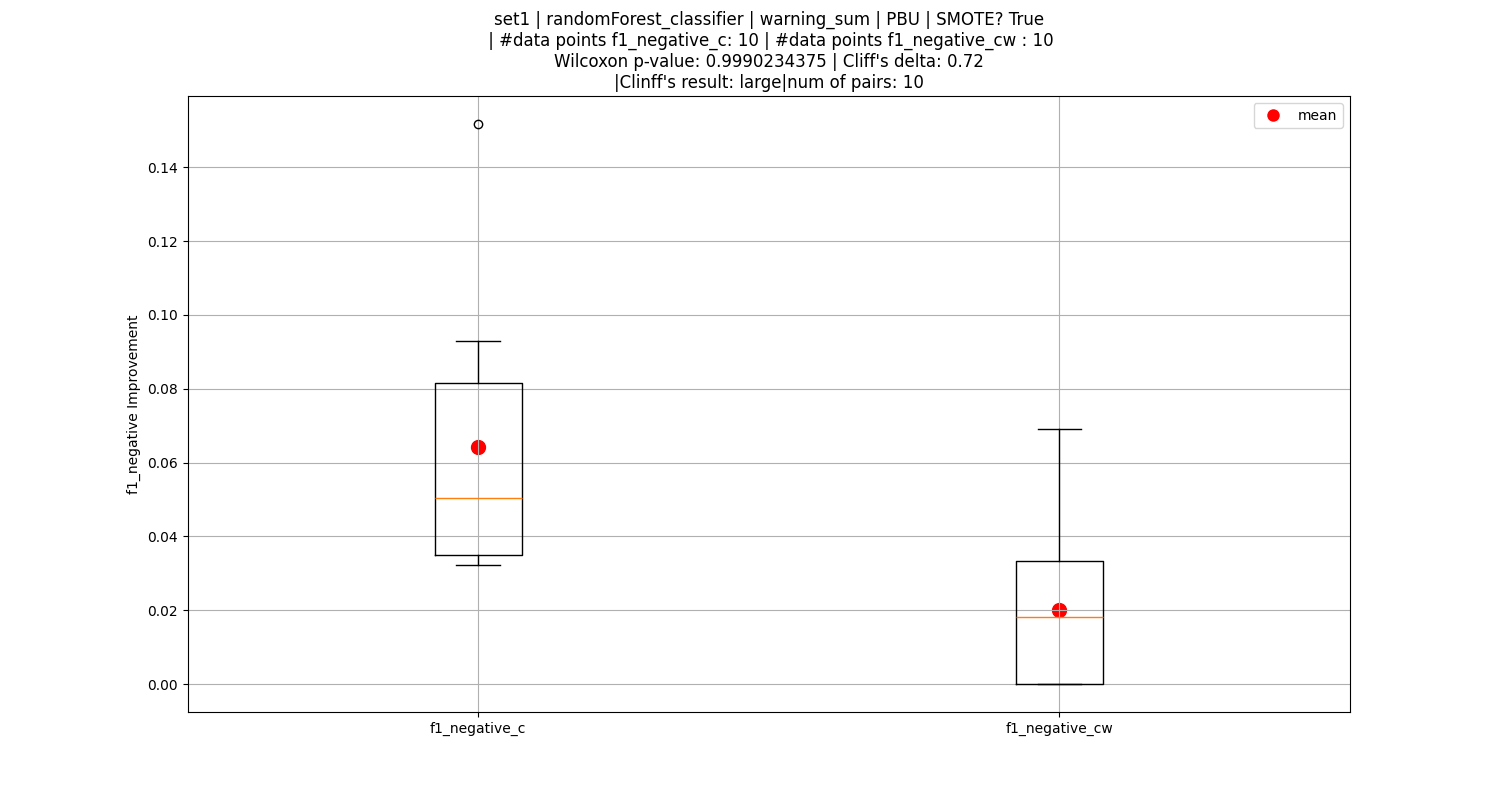 set1 | randomForest_classifier | warning_sum | PBU | SMOTE? True
| #data points f1_negative_c: 10 | #data points f1_negative_cw : 10
Wilcoxon p-value: 0.9990234375 | Cliff's delta: 0.72
|Clinff's result: large|num of pairs: 10
mean
0.14
0.12
0.10
0.08
0.06
0.04
0.02
0.00
f1_negative Improvement
f1_negative_c
f1_negative_cw